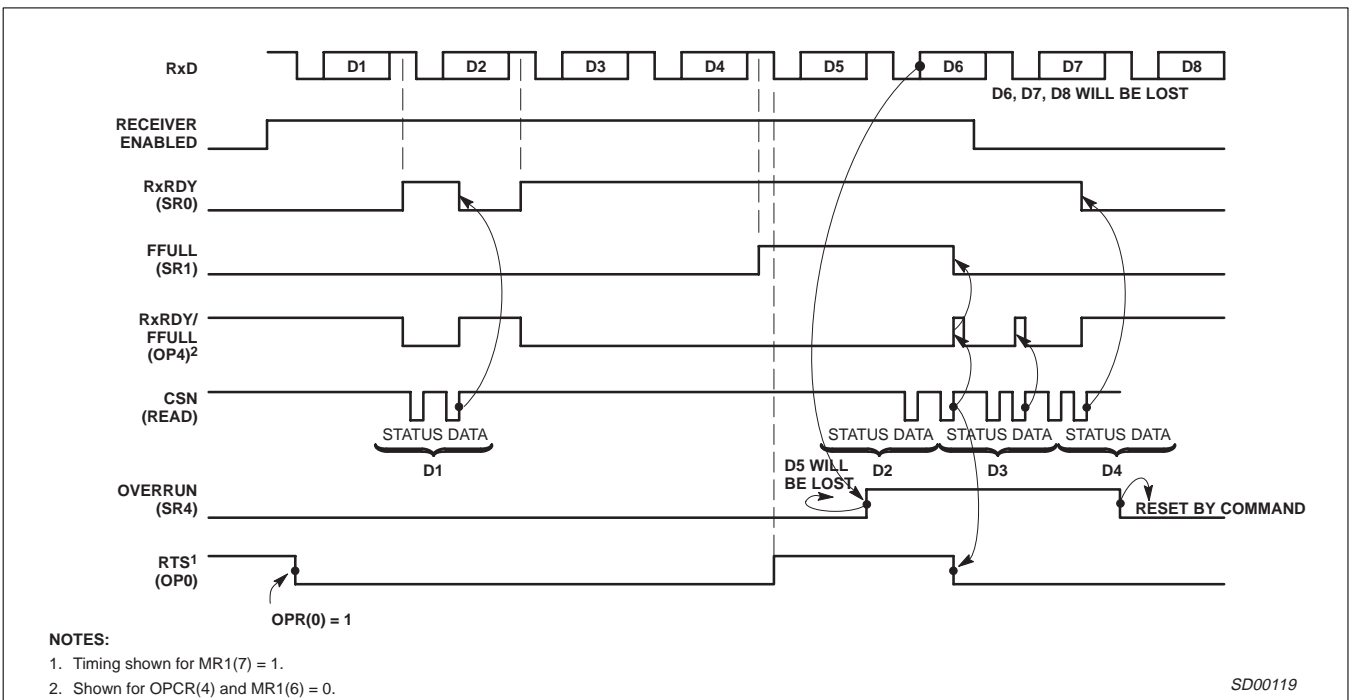 RxD
D1 D2 D3 D4 D5 D6 D7 D8
D6, D7, D8 WILL BE LOST
RECEIVER
ENABLED
RxRDY
(SR0)
FFULL
(SR1)
RxRDY/
FFULL
(OP4)2
CSN
(READ)
STATUS DATA STATUS DATA STATUS DATA STATUS DATA
D1 D2 D3 D4
D5 WILL
BE LOST
OVERRUN
(SR4)
RESET BY COMMAND
RTS1
(OP0)
OPR(0) = 1
NOTES:
1. Timing shown for MR1(7) = 1.
2. Shown for OPCR(4) and MR1(6) = 0.
SD00119